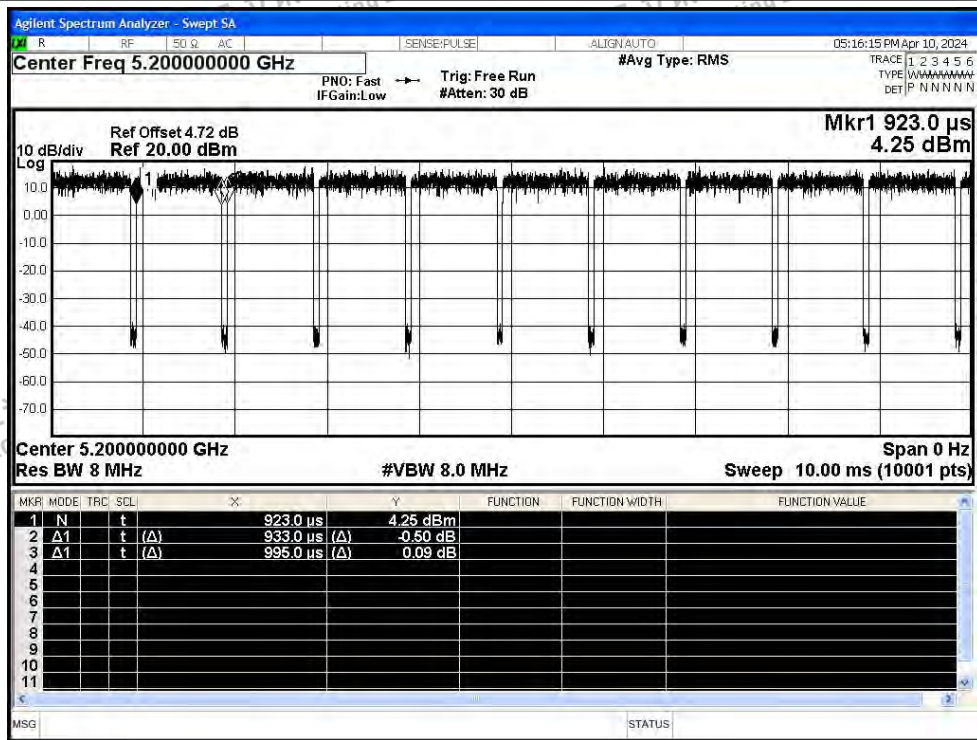 Agilent Spectrum Analyzer - Swept SA
R RF 50 Ω AC SENSE:PULSE ALIGN AUTO 05:16:15 PM Apr 10, 2024
Center Freq 5.200000000 GHz #Avg Type: RMS TRACE 1 2 3 4 5 6
PNO: Fast Trig: Free Run TYPE
IFGain:Low #Atten: 30 dB DET P N N N N N
Mkr1 923.0 µs
4.25 dBm
Ref Offset 4.72 dB
10 dB/div Ref 20.00 dBm
Log
1
10.0
0.00
-10.0
-20.0
-30.0
-40.0
-50.0
-60.0
-70.0
Center 5.200000000 GHz Span 0 Hz
Res BW 8 MHz #VBW 8.0 MHz Sweep 10.00 ms (10001 pts)
MKR MODE TRC SCL X Y FUNCTION FUNCTION WIDTH FUNCTION VALUE
1 N t 923.0 µs 4.25 dBm
2 Δ1 t (Δ) 933.0 µs (Δ) -0.50 dB
3 Δ1 t (Δ) 995.0 µs (Δ) 0.09 dB
4
5
6
7
8
9
10
11
MSG STATUS